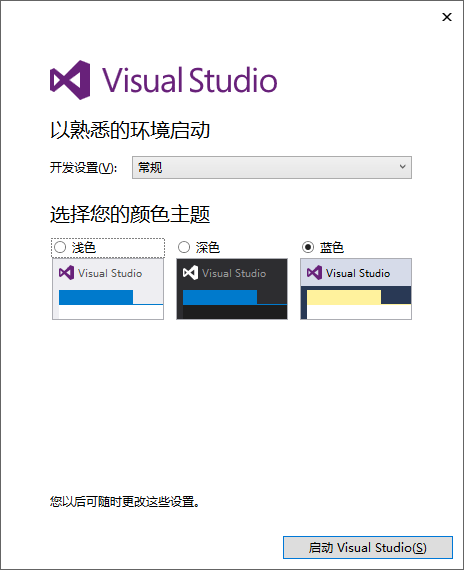 Visual Studio
以熟悉的环境启动
开发设置(V): 常规
选择您的颜色主题
浅色 深色 蓝色
Visual Studio Visual Studio Visual Studio
您以后可随时更改这些设置。
启动 Visual Studio(S)